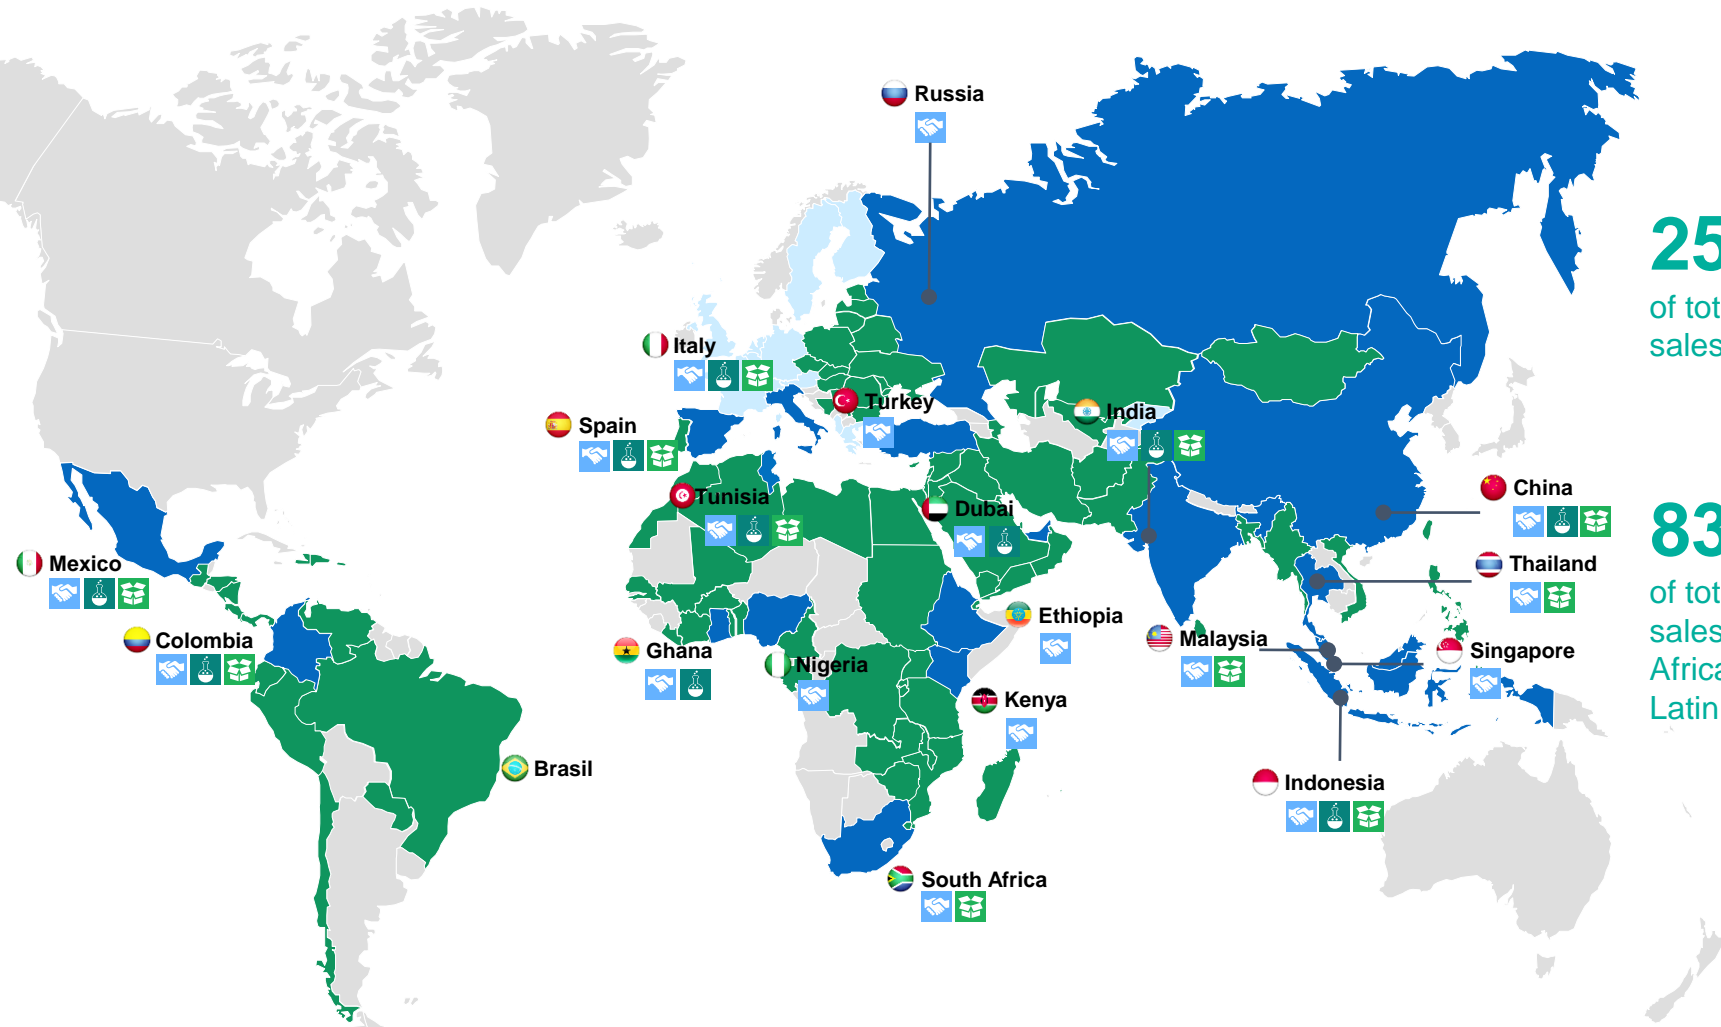 Russia
Italy
Turkey
India
Spain
Tunisia
Dubai
China
Mexico
Thailand
Colombia
Ghana
Nigeria
Ethiopia
Malaysia
Singapore
Kenya
Brasil
Indonesia
South Africa
25
of tot
sales
83
of tot
sales
Africa
Latin